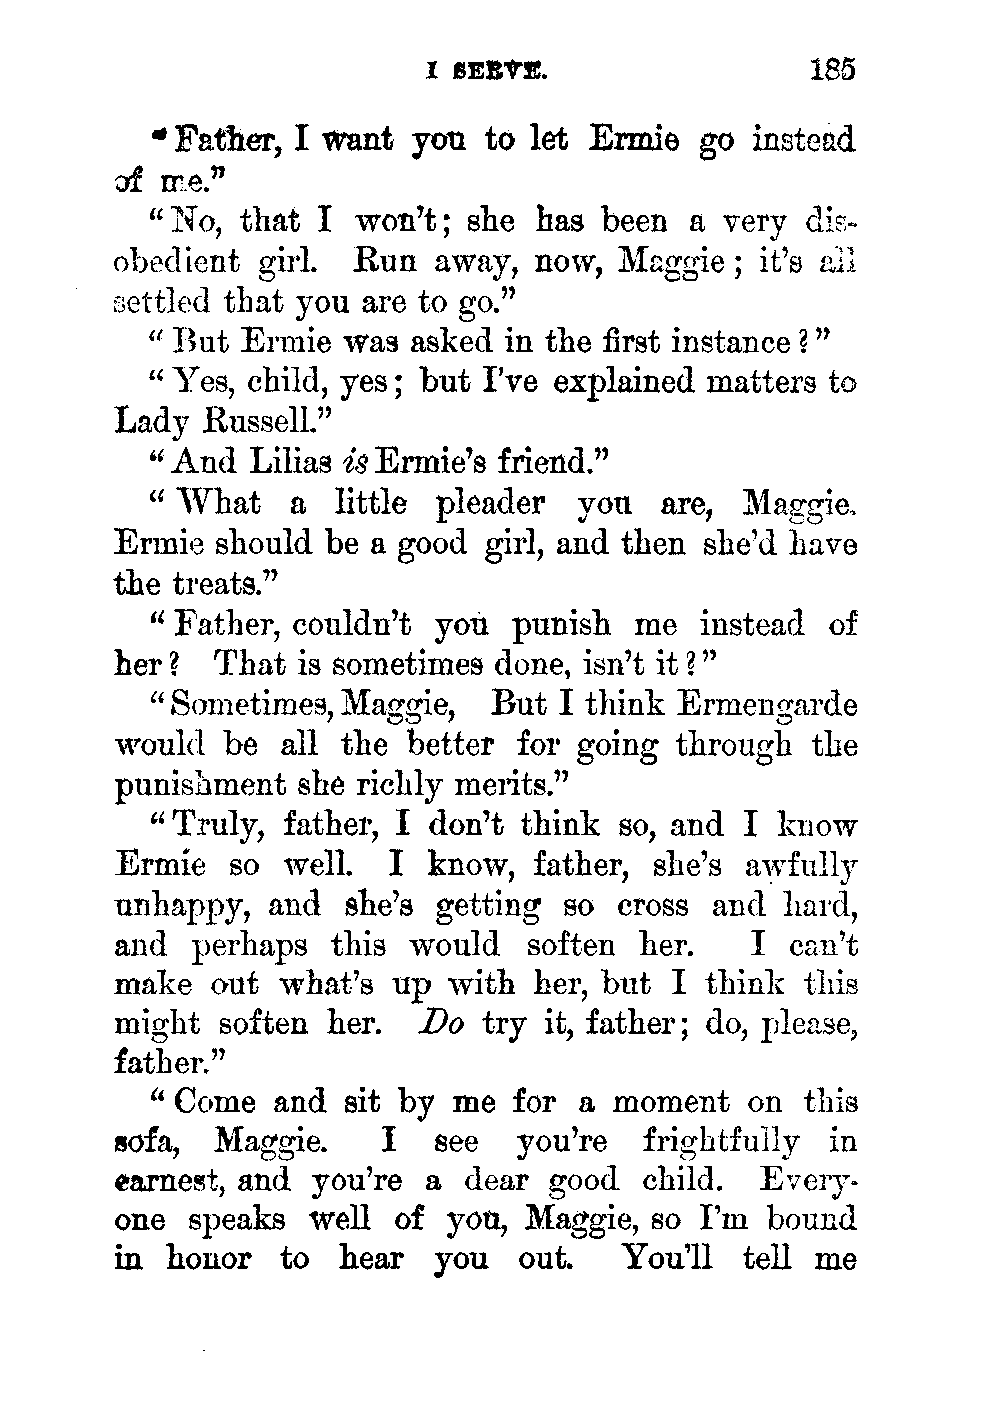 I SERVE. 185
"Father, I want you to let Ermie go instead
of me."
"No, that I won't; she has been a very dis-
obedient girl. Run away, now, Maggie; it's all
settled that you are to go."
"But Ermie was asked in the first instance?"
"Yes, child, yes; but I've explained matters to
Lady Russell."
"And Lilias is Ermie's friend."
"What a little pleader you are, Maggie.
Ermie should be a good girl, and then she'd have
the treats."
"Father, couldn't you punish me instead of
her? That is sometimes done, isn't it?"
"Sometimes, Maggie, But I think Ermengarde
would be all the better for going through the
punishment she richly merits."
"Truly, father, I don't think so, and I know
Ermie so well. I know, father, she's awfully
unhappy, and she's getting so cross and hard,
and perhaps this would soften her. I can't
make out what's up with her, but I think this
might soften her. Do try it, father; do, please,
father."
"Come and sit by me for a moment on this
sofa, Maggie. I see you're frightfully in
earnest, and you're a dear good child. Every-
one speaks well of you, Maggie, so I'm bound
in honor to hear you out. You'll tell me